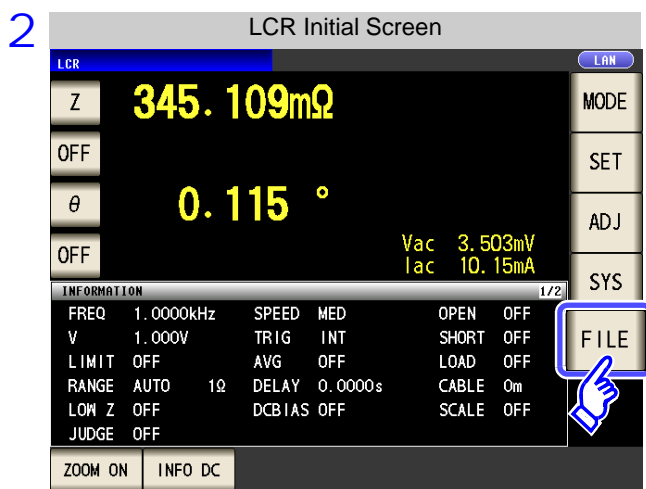 2
LCR Initial Screen
LCR
LAN
Z 345.109mΩ
MODE
OFF
SET
θ 0.115 °
ADJ
OFF
Vac 3.503mV
Iac 10.15mA
SYS
INFORMATION 1/2
FREQ 1.0000kHz SPEED MED OPEN OFF
V 1.000V TRIG INT SHORT OFF
FILE
LIMIT OFF AVG OFF LOAD OFF
RANGE AUTO 1Ω DELAY 0.0000s CABLE 0m
LOW Z OFF DCBIAS OFF SCALE OFF
JUDGE OFF
ZOOM ON INFO DC